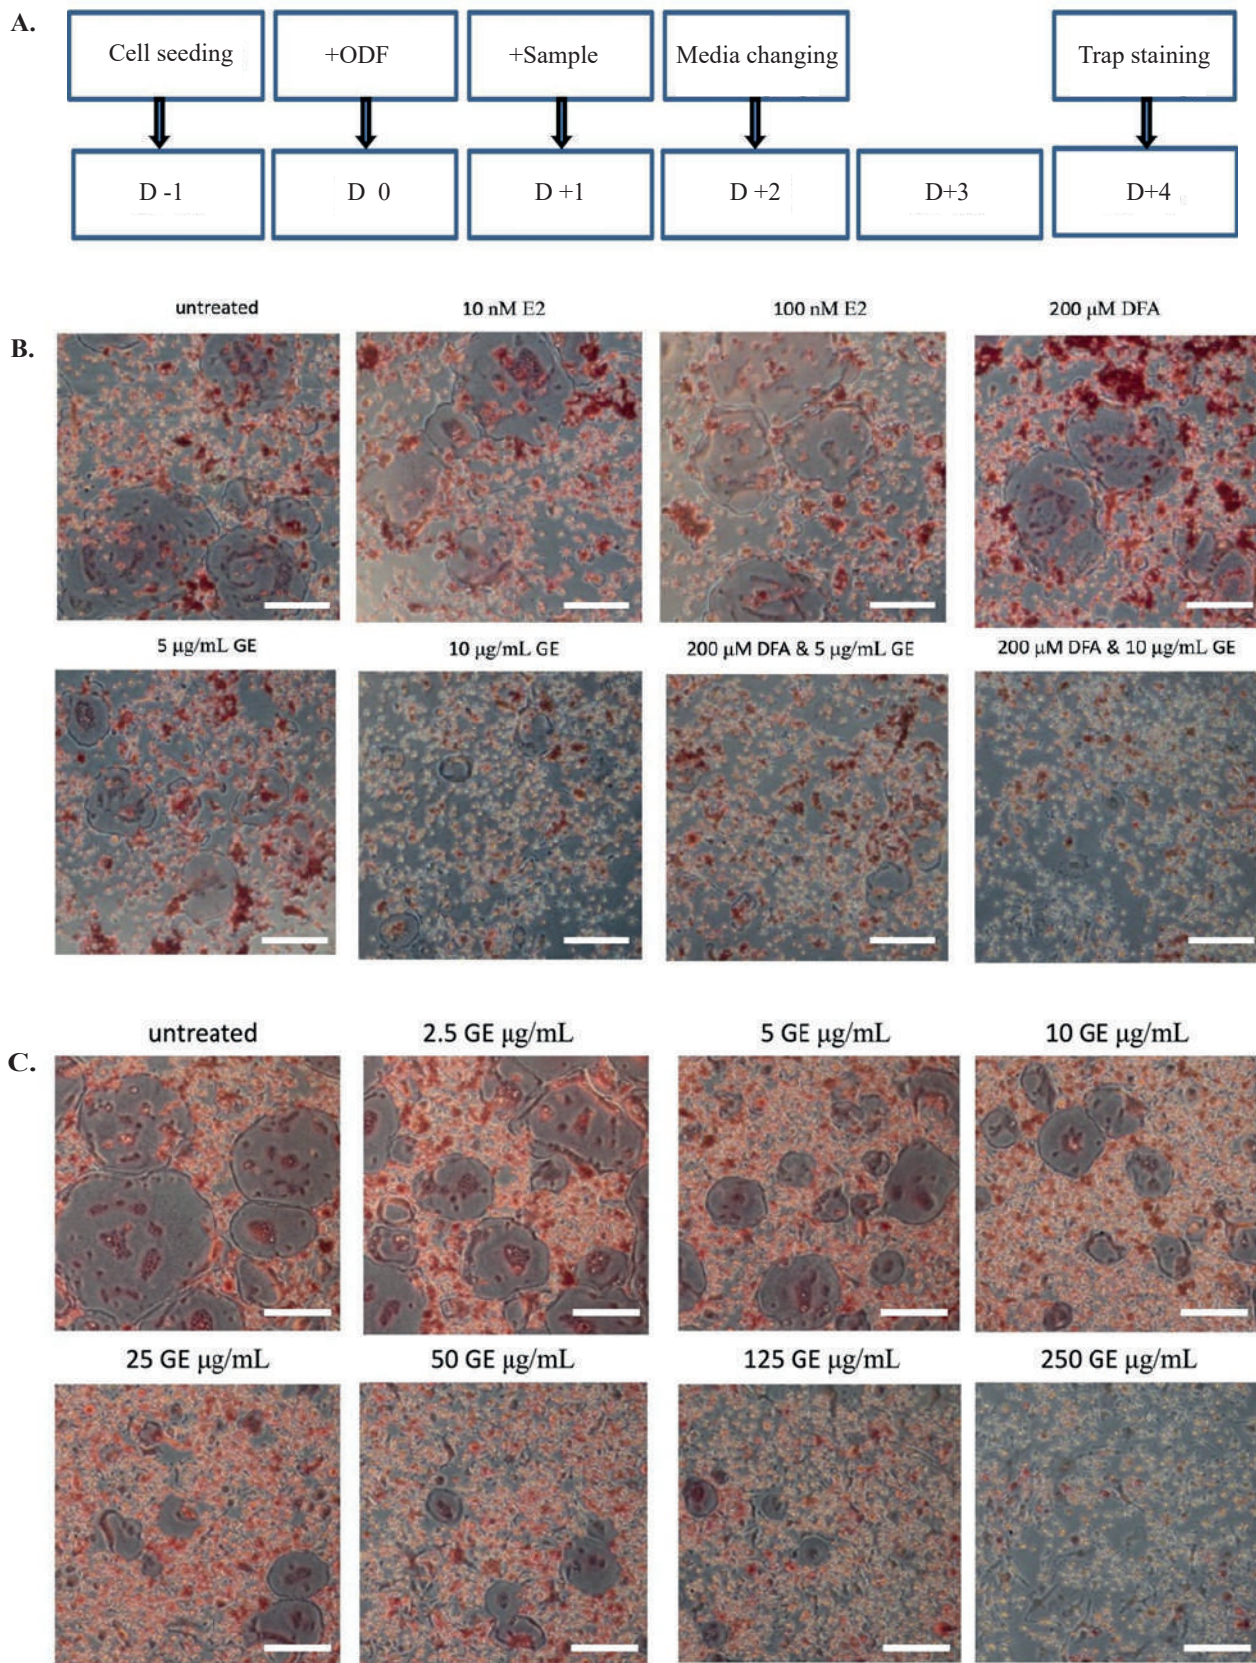 A.
Cell seeding
+ODF
+Sample
Media changing
Trap staining
D -1
D 0
D +1
D +2
D+3
D+4
B.
untreated
10 nM E2
100 nM E2
200 μM DFA
5 μg/mL GE
10 μg/mL GE
200 μM DFA & 5 μg/mL GE
200 μM DFA & 10 μg/mL GE
C.
untreated
2.5 GE μg/mL
5 GE μg/mL
10 GE μg/mL
25 GE μg/mL
50 GE μg/mL
125 GE μg/mL
250 GE μg/mL